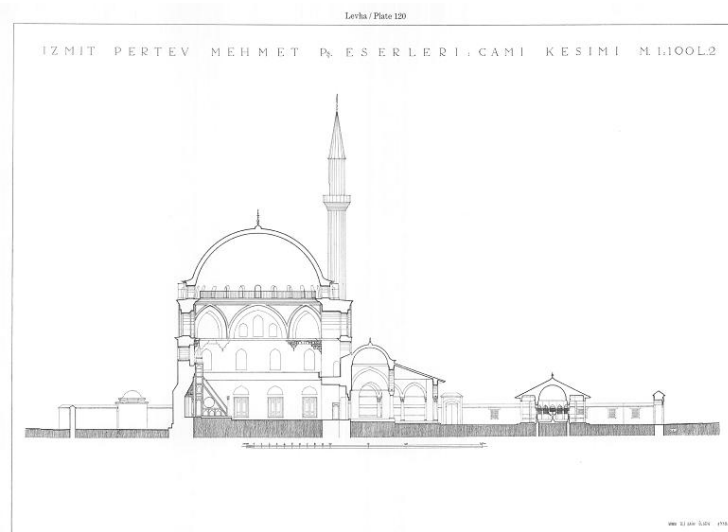 Levha / Plate 120
IZMIT PERTEV MEHMET Pş. ESERLERI : CAMI KESIMI M. 1:100 L:2